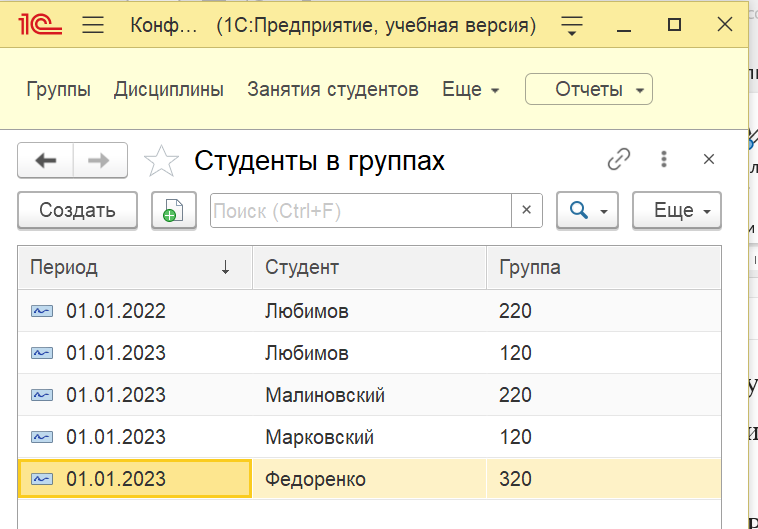 1С Конф... (1С:Предприятие, учебная версия)
Группы Дисциплины Занятия студентов Еще Отчеты
Студенты в группах
Создать Поиск (Ctrl+F) × Еще
Период ↓ Студент Группа
01.01.2022 Любимов 220
01.01.2023 Любимов 120
01.01.2023 Малиновский 220
01.01.2023 Марковский 120
01.01.2023 Федоренко 320